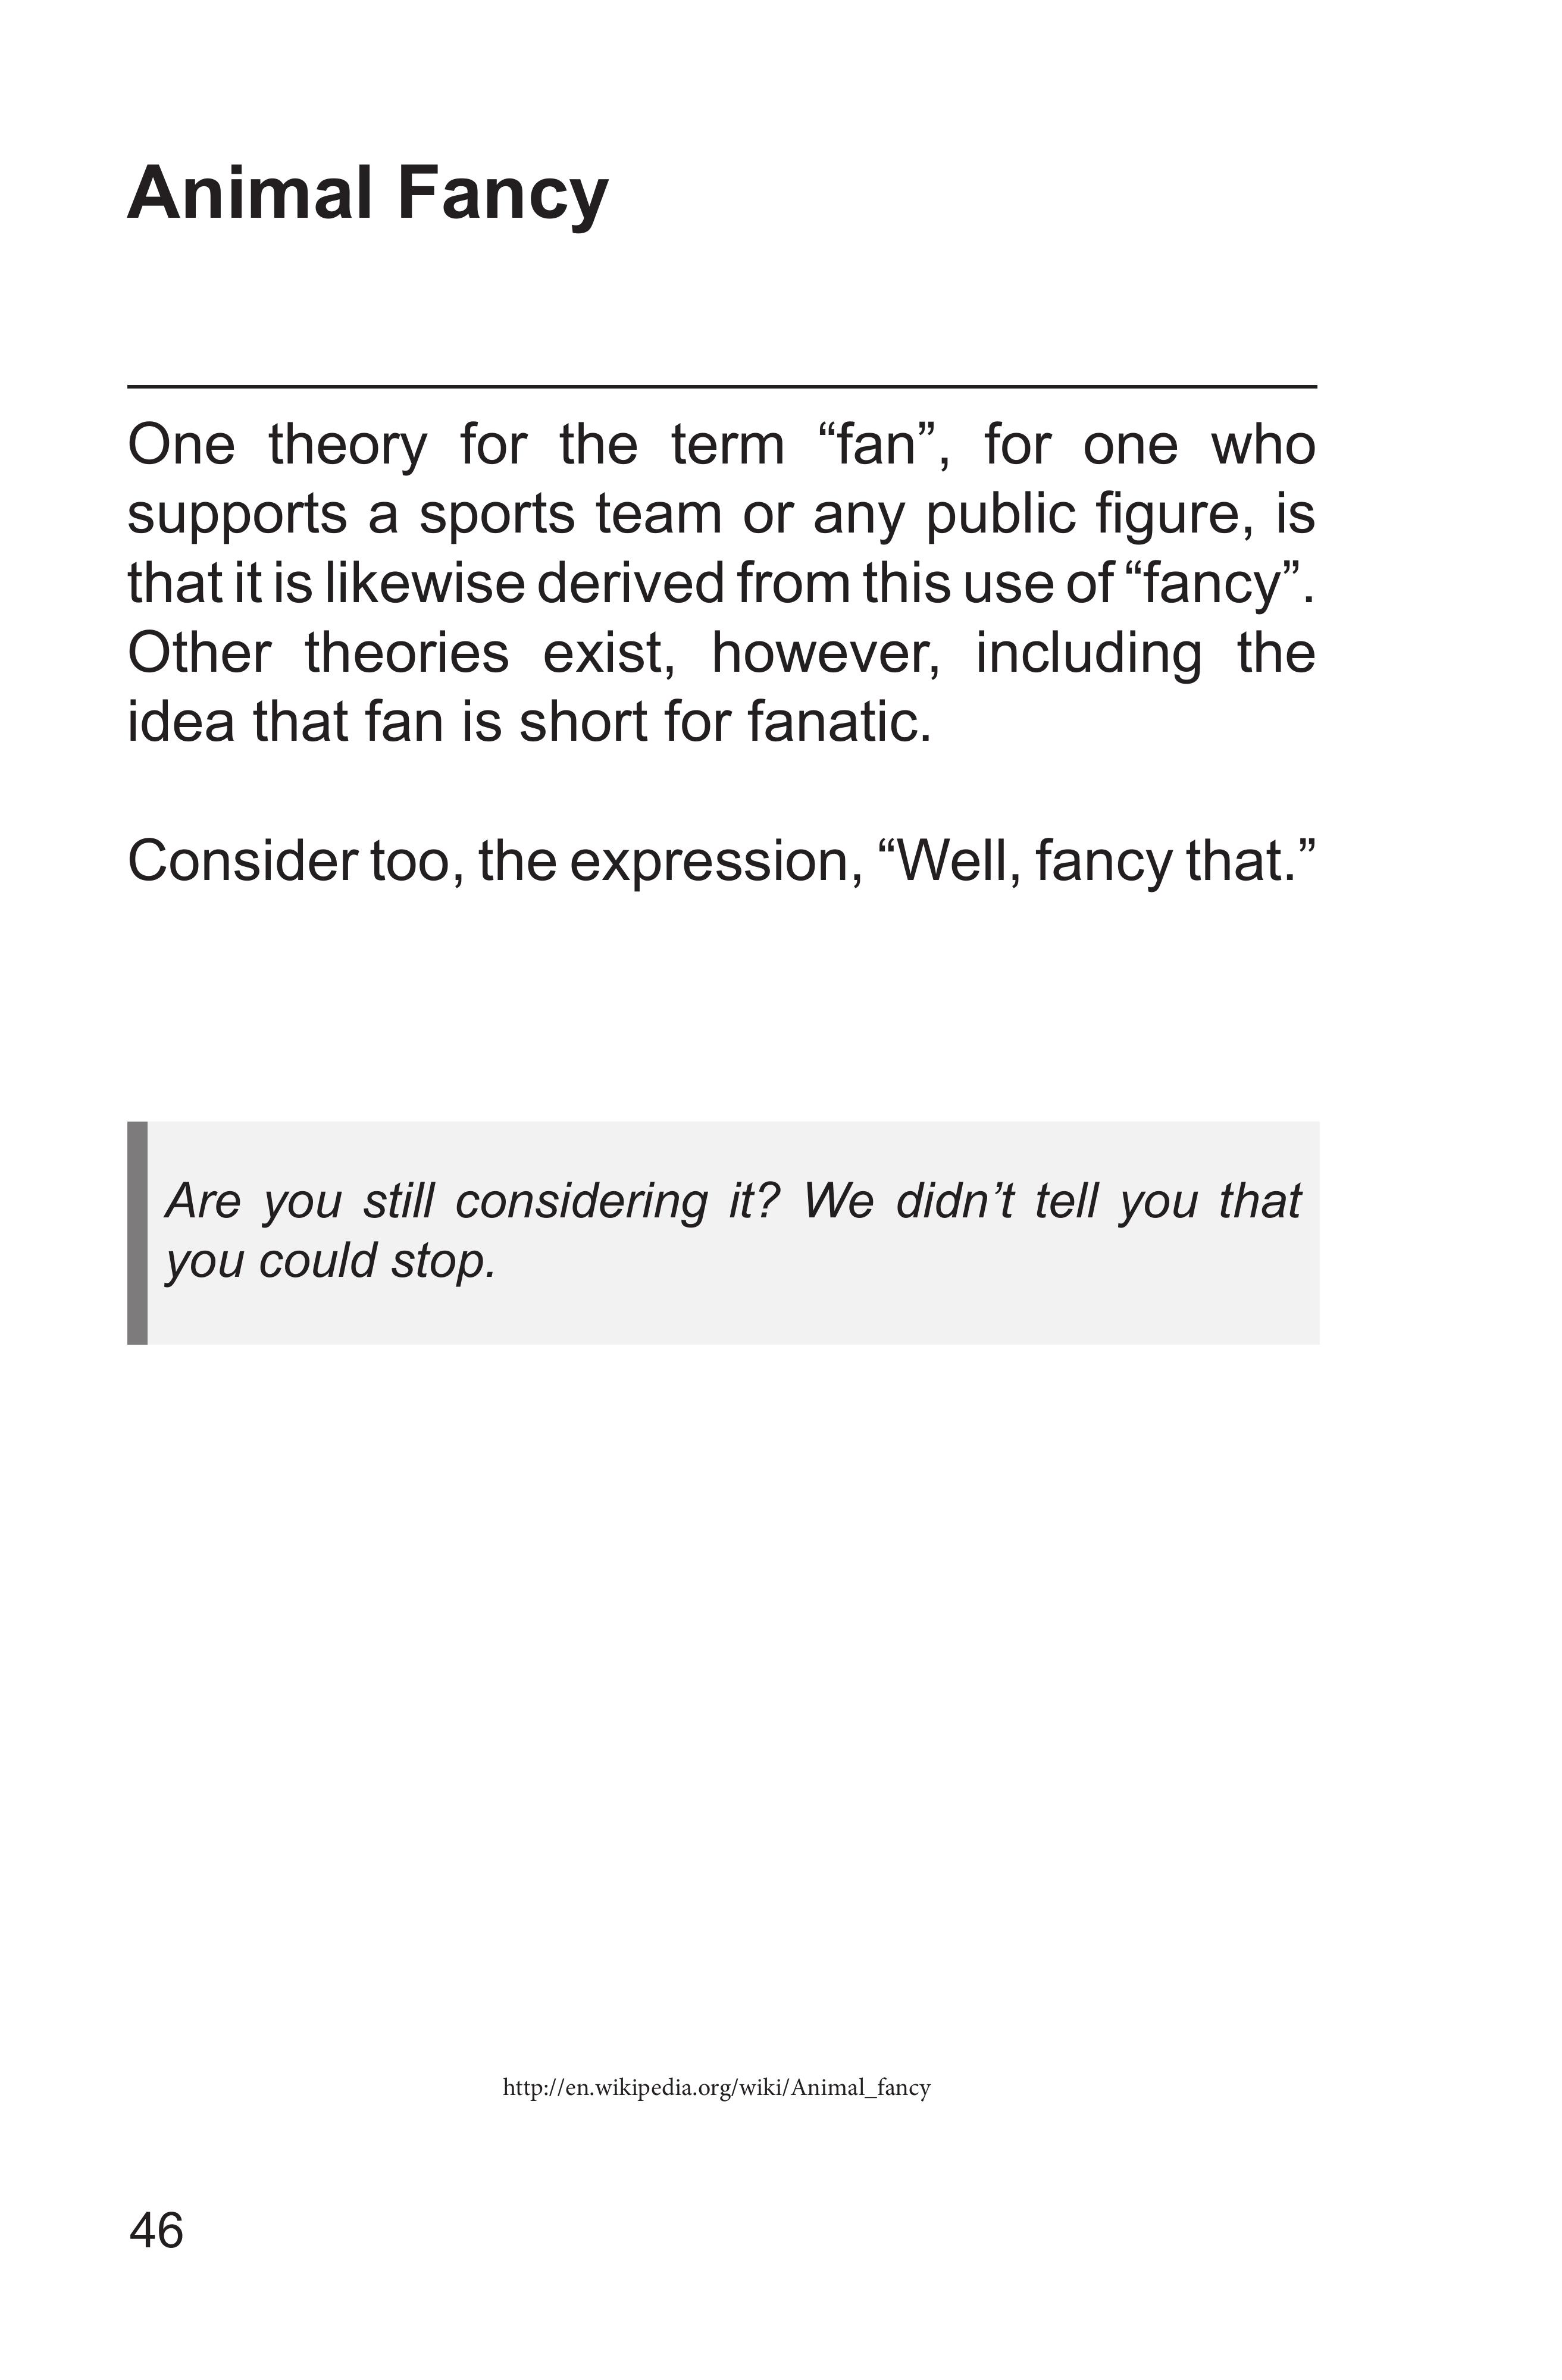 Animal Fancy
One theory for the term “fan”, for one who
supports a sports team or any public figure, is
that it is likewise derived from this use of “fancy”.
Other theories exist, however, including the
idea that fan is short for fanatic.
Consider too, the expression, “Well, fancy that.”
Are you still considering it? We didn’t tell you that
you could stop.
http://en.wikipedia.org/wiki/Animal_fancy
46